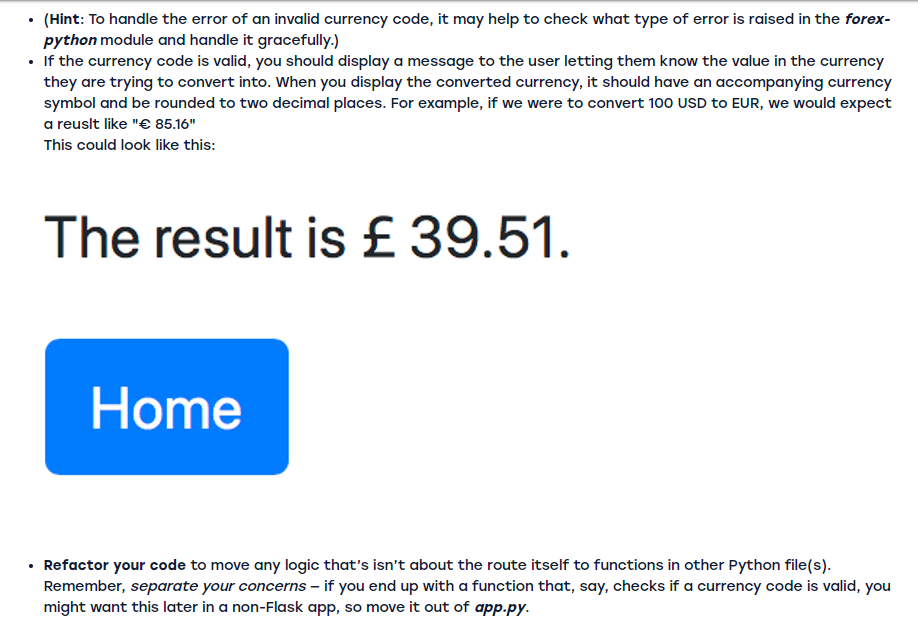 • (Hint: To handle the error of an invalid currency code, it may help to check what type of error is raised in the forex-
python module and handle it gracefully.)
• If the currency code is valid, you should display a message to the user letting them know the value in the currency
they are trying to convert into. When you display the converted currency, it should have an accompanying currency
symbol and be rounded to two decimal places. For example, if we were to convert 100 USD to EUR, we would expect
a reuslt like "€ 85.16"
This could look like this:
The result is £ 39.51.
Home
• Refactor your code to move any logic that’s isn’t about the route itself to functions in other Python file(s).
Remember, separate your concerns – if you end up with a function that, say, checks if a currency code is valid, you
might want this later in a non-Flask app, so move it out of app.py.